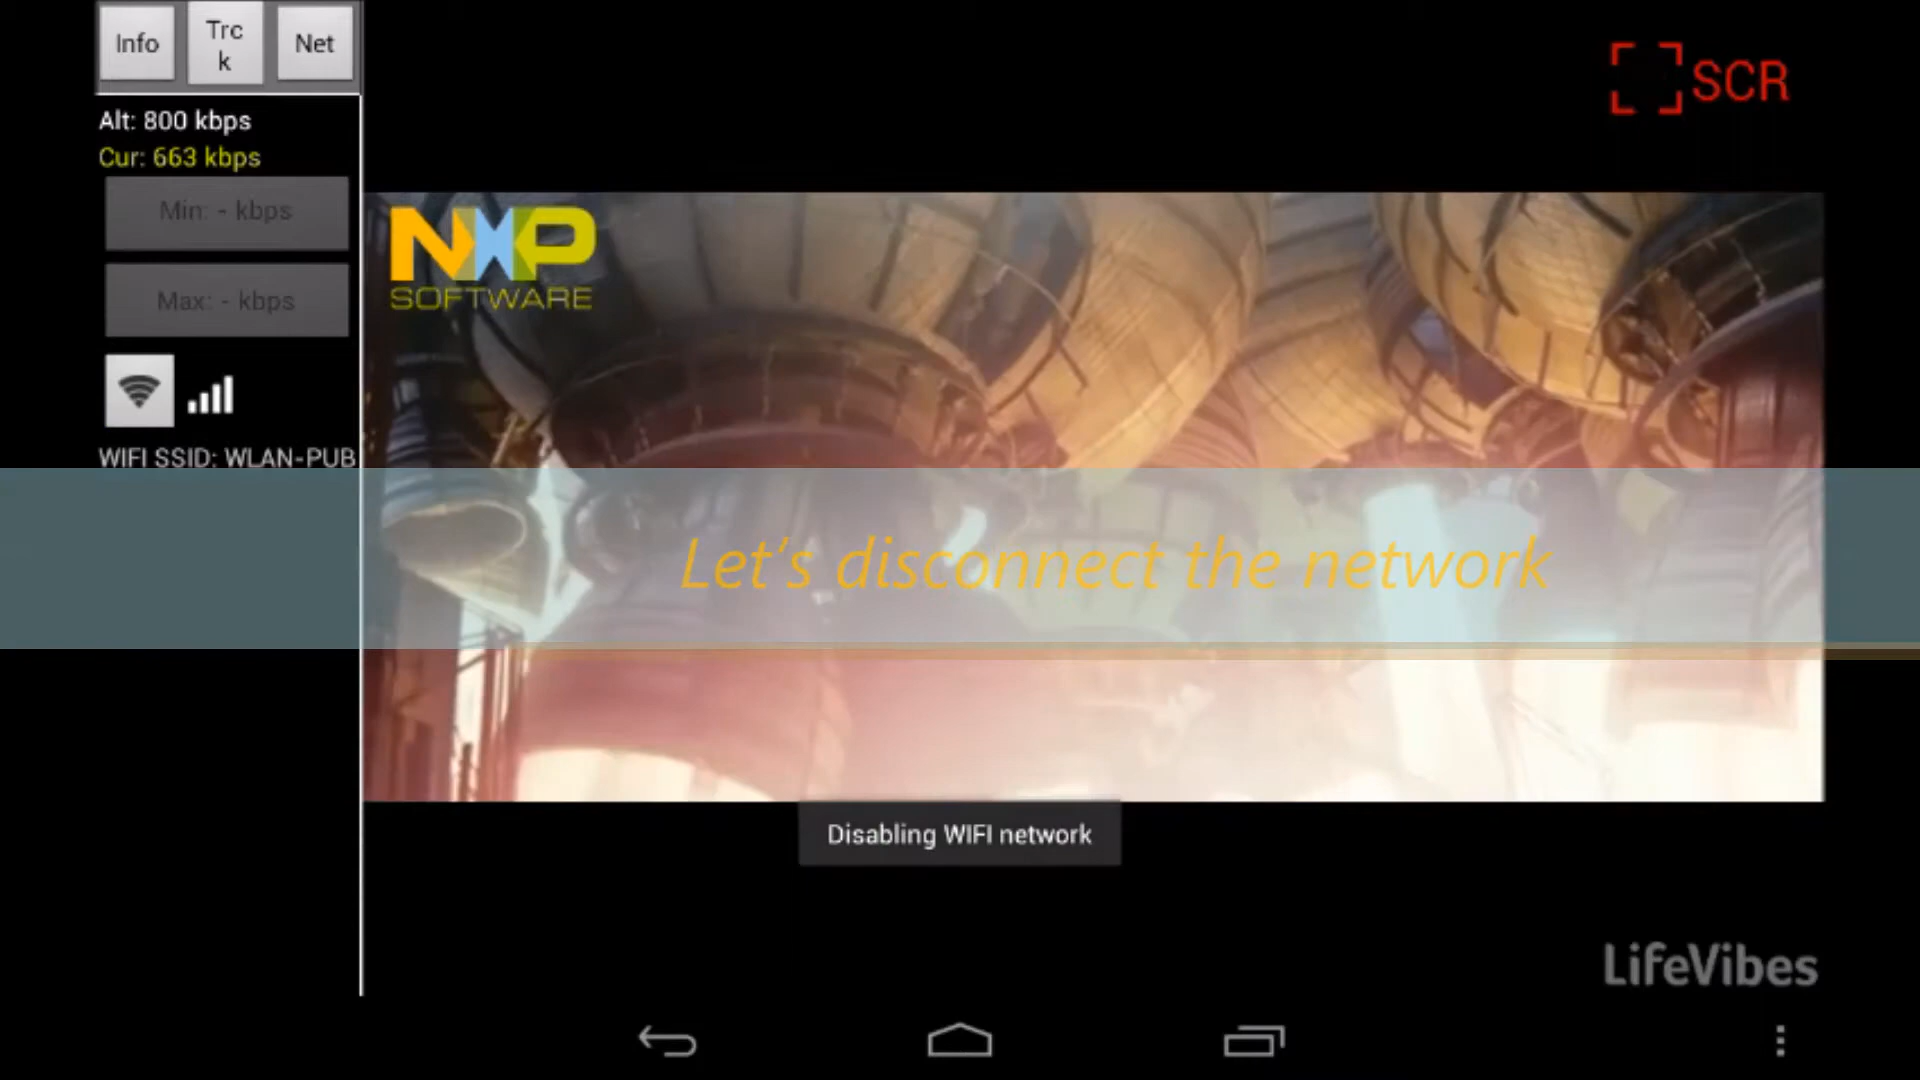 Info
Trc
k
Net
SCR
Alt: 800 kbps
Cur: 663 kbps
Min: - kbps
Max: - kbps
NXP
SOFTWARE
WIFI SSID: WLAN-PUB
Let's disconnect the network
Disabling WIFI network
LifeVibes